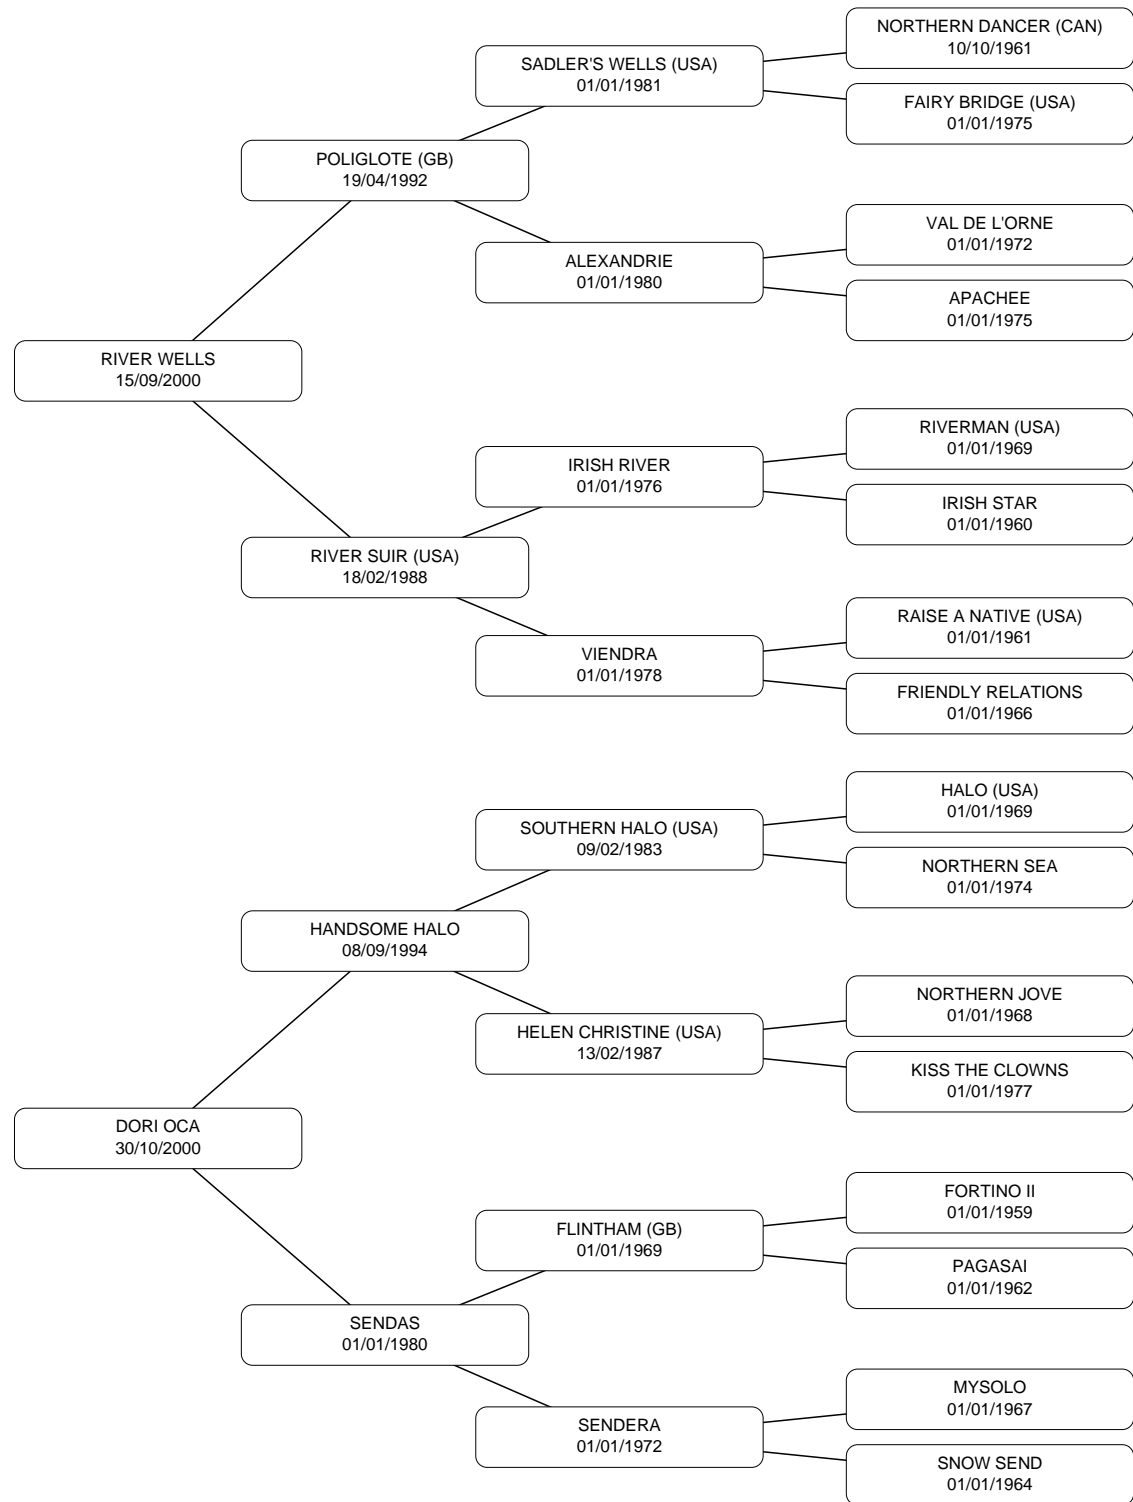 NORTHERN DANCER (CAN)
10/10/1961
SADLER'S WELLS (USA)
01/01/1981
FAIRY BRIDGE (USA)
01/01/1975
POLIGLOTE (GB)
19/04/1992
VAL DE L'ORNE
01/01/1972
ALEXANDRIE
01/01/1980
APACHEE
01/01/1975
RIVER WELLS
15/09/2000
RIVERMAN (USA)
01/01/1969
IRISH RIVER
01/01/1976
IRISH STAR
01/01/1960
RIVER SUIR (USA)
18/02/1988
RAISE A NATIVE (USA)
01/01/1961
VIENDRA
01/01/1978
FRIENDLY RELATIONS
01/01/1966
HALO (USA)
01/01/1969
SOUTHERN HALO (USA)
09/02/1983
NORTHERN SEA
01/01/1974
HANDSOME HALO
08/09/1994
NORTHERN JOVE
01/01/1968
HELEN CHRISTINE (USA)
13/02/1987
KISS THE CLOWNS
01/01/1977
DORI OCA
30/10/2000
FORTINO II
01/01/1959
FLINTHAM (GB)
01/01/1969
PAGASAI
01/01/1962
SENDAS
01/01/1980
MYSOLO
01/01/1967
SENDERA
01/01/1972
SNOW SEND
01/01/1964